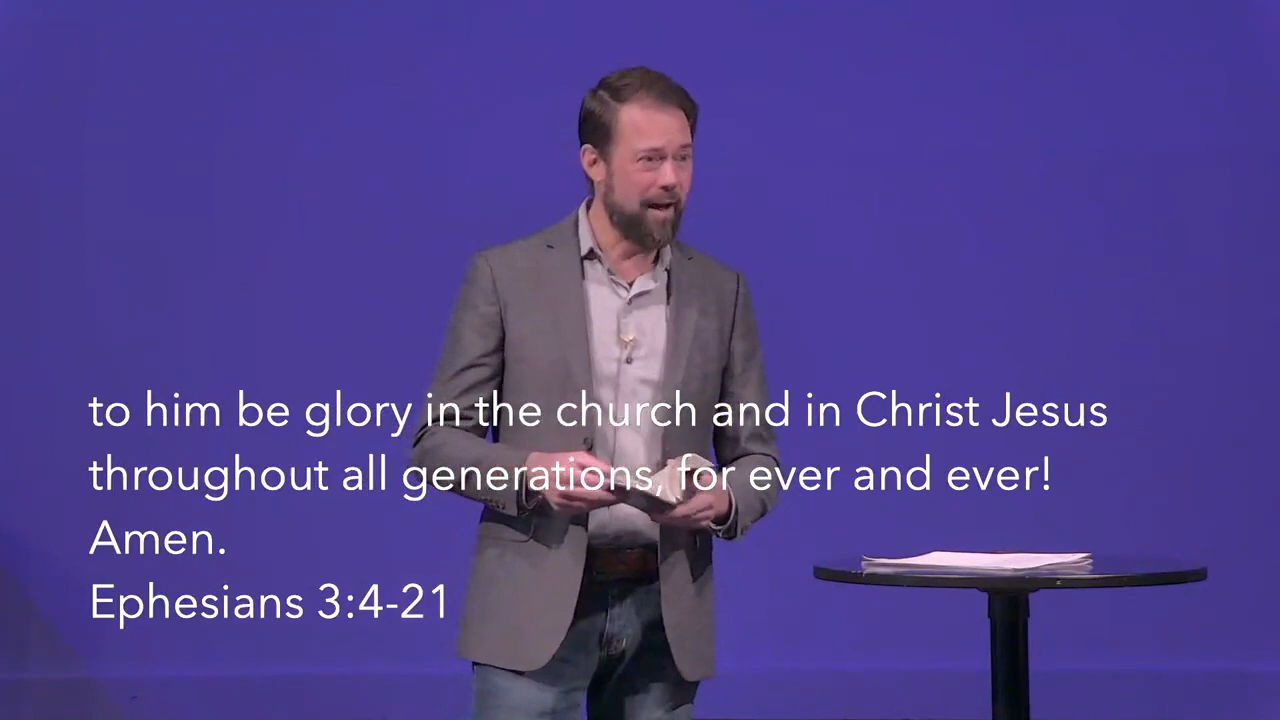 to him be glory in the church and in Christ Jesus
throughout all generations, for ever and ever!
Amen.
Ephesians 3:4-21